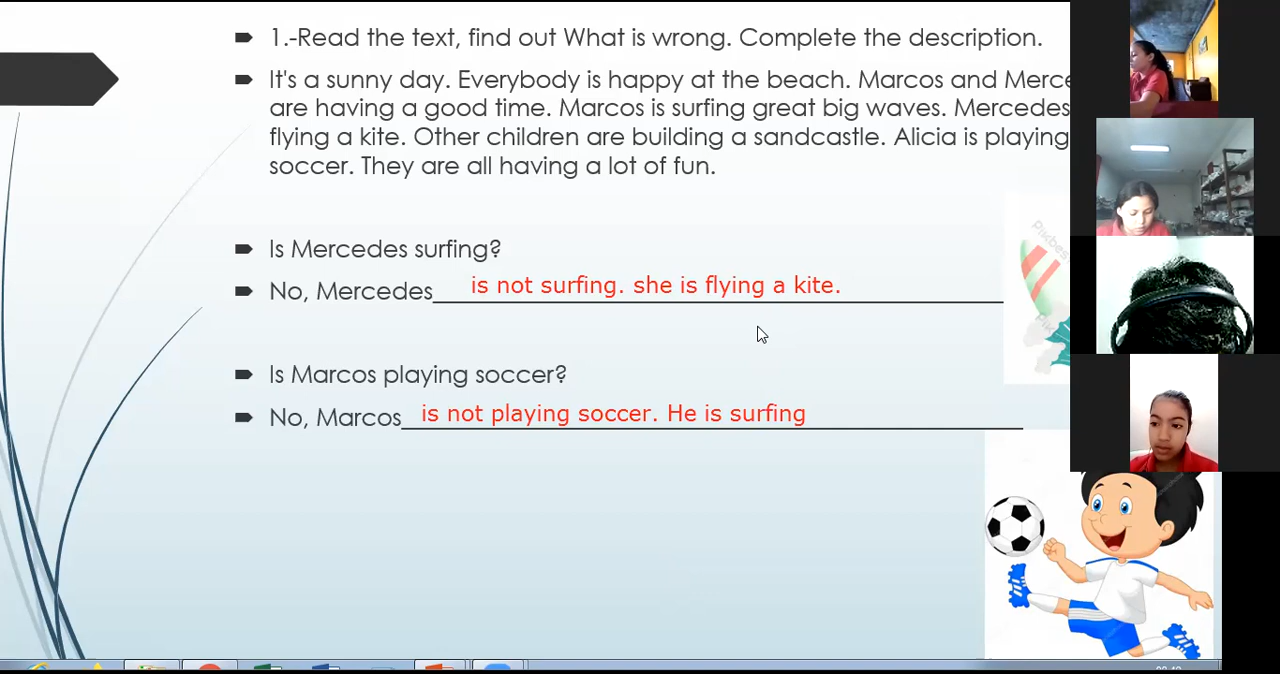 1.-Read the text, find out What is wrong. Complete the description.
It's a sunny day. Everybody is happy at the beach. Marcos and
are having a good time. Marcos is surfing great big waves. Mercedes
flying a kite. Other children are building a sandcastle. Alicia is playing
soccer. They are all having a lot of fun.
Is Mercedes surfing?
No, Mercedes is not surfing. she is flying a kite.
Is Marcos playing soccer?
No, Marcos is not playing soccer. He is surfing